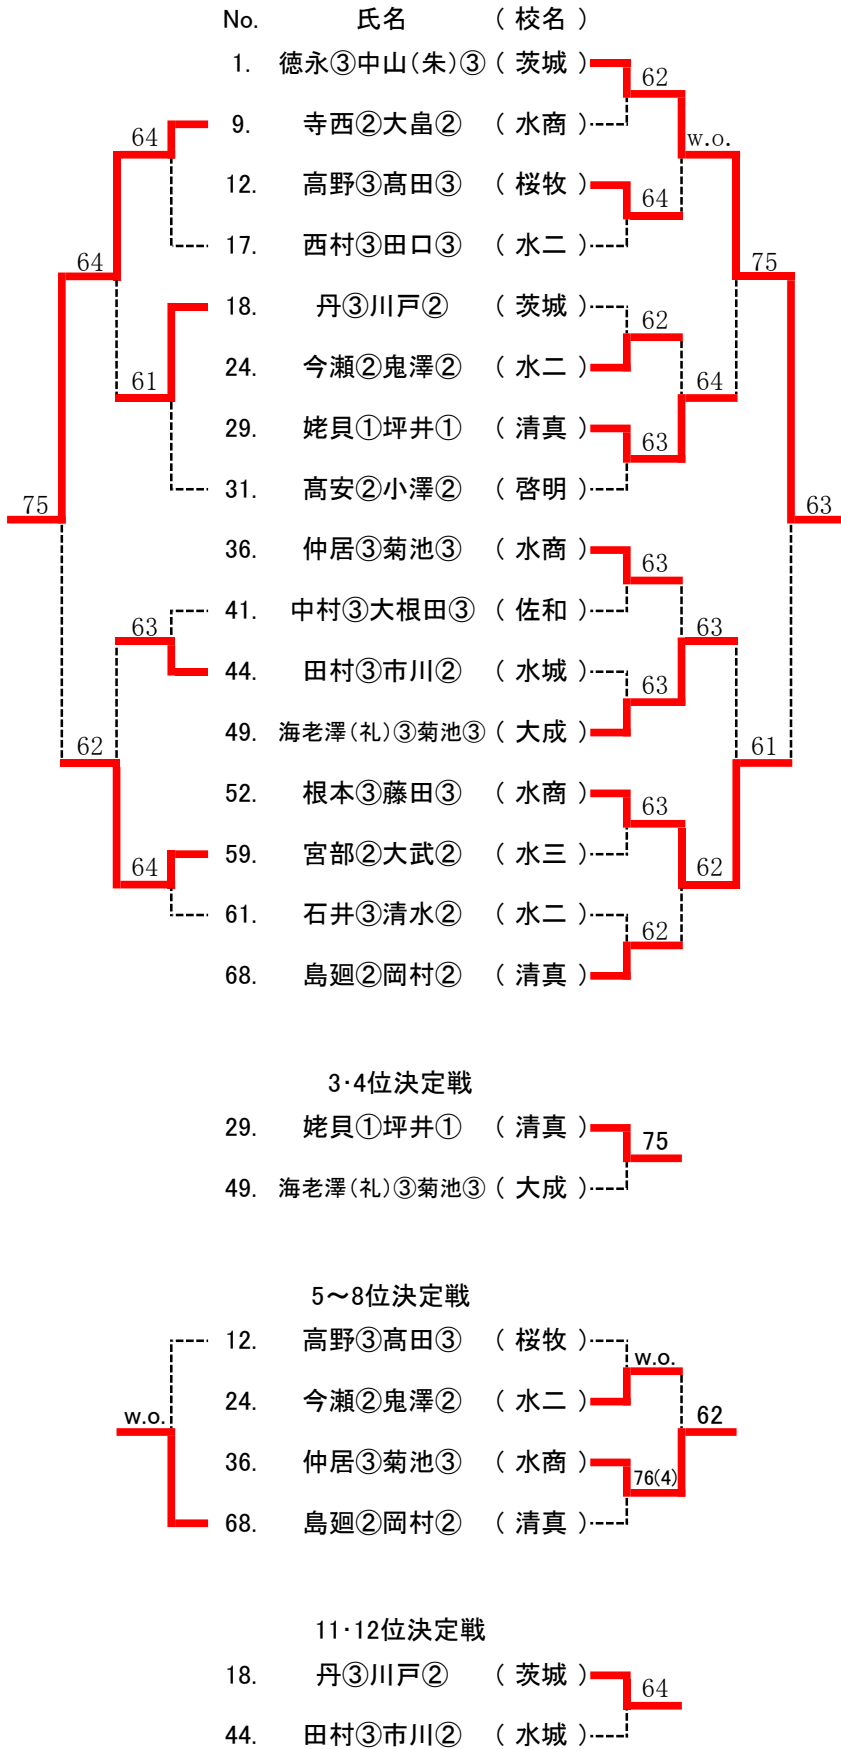 No. 氏名 （ 校名 ）
1. 徳永③中山（朱）③ （ 茨城 ） 62
64 9. 寺西②大畠② （ 水商 ） w.o.
12. 高野③髙田③ （ 桜牧 ） 64
64 17. 西村③田口③ （ 水二 ） 75
18. 丹③川戸② （ 茨城 ） 62
61 24. 今瀬②鬼澤② （ 水二 ） 64
29. 姥貝①坪井① （ 清真 ） 63
75 31. 髙安②小澤② （ 啓明 ） 63
36. 仲居③菊池③ （ 水商 ） 63
63 41. 中村③大根田③ （ 佐和 ） 63
44. 田村③市川② （ 水城 ） 63
62 49. 海老澤（礼）③菊池③ （ 大成 ） 61
52. 根本③藤田③ （ 水商 ） 63
64 59. 宮部②大武② （ 水三 ） 62
61. 石井③清水② （ 水二 ） 62
68. 島廻②岡村② （ 清真 ）
3・4位決定戦
29. 姥貝①坪井① （ 清真 ） 75
49. 海老澤（礼）③菊池③ （ 大成 ）
5～8位決定戦
12. 高野③髙田③ （ 桜牧 ） w.o.
w.o. 24. 今瀬②鬼澤② （ 水二 ） 62
36. 仲居③菊池③ （ 水商 ） 76(4)
68. 島廻②岡村② （ 清真 ）
11・12位決定戦
18. 丹③川戸② （ 茨城 ） 64
44. 田村③市川② （ 水城 ）